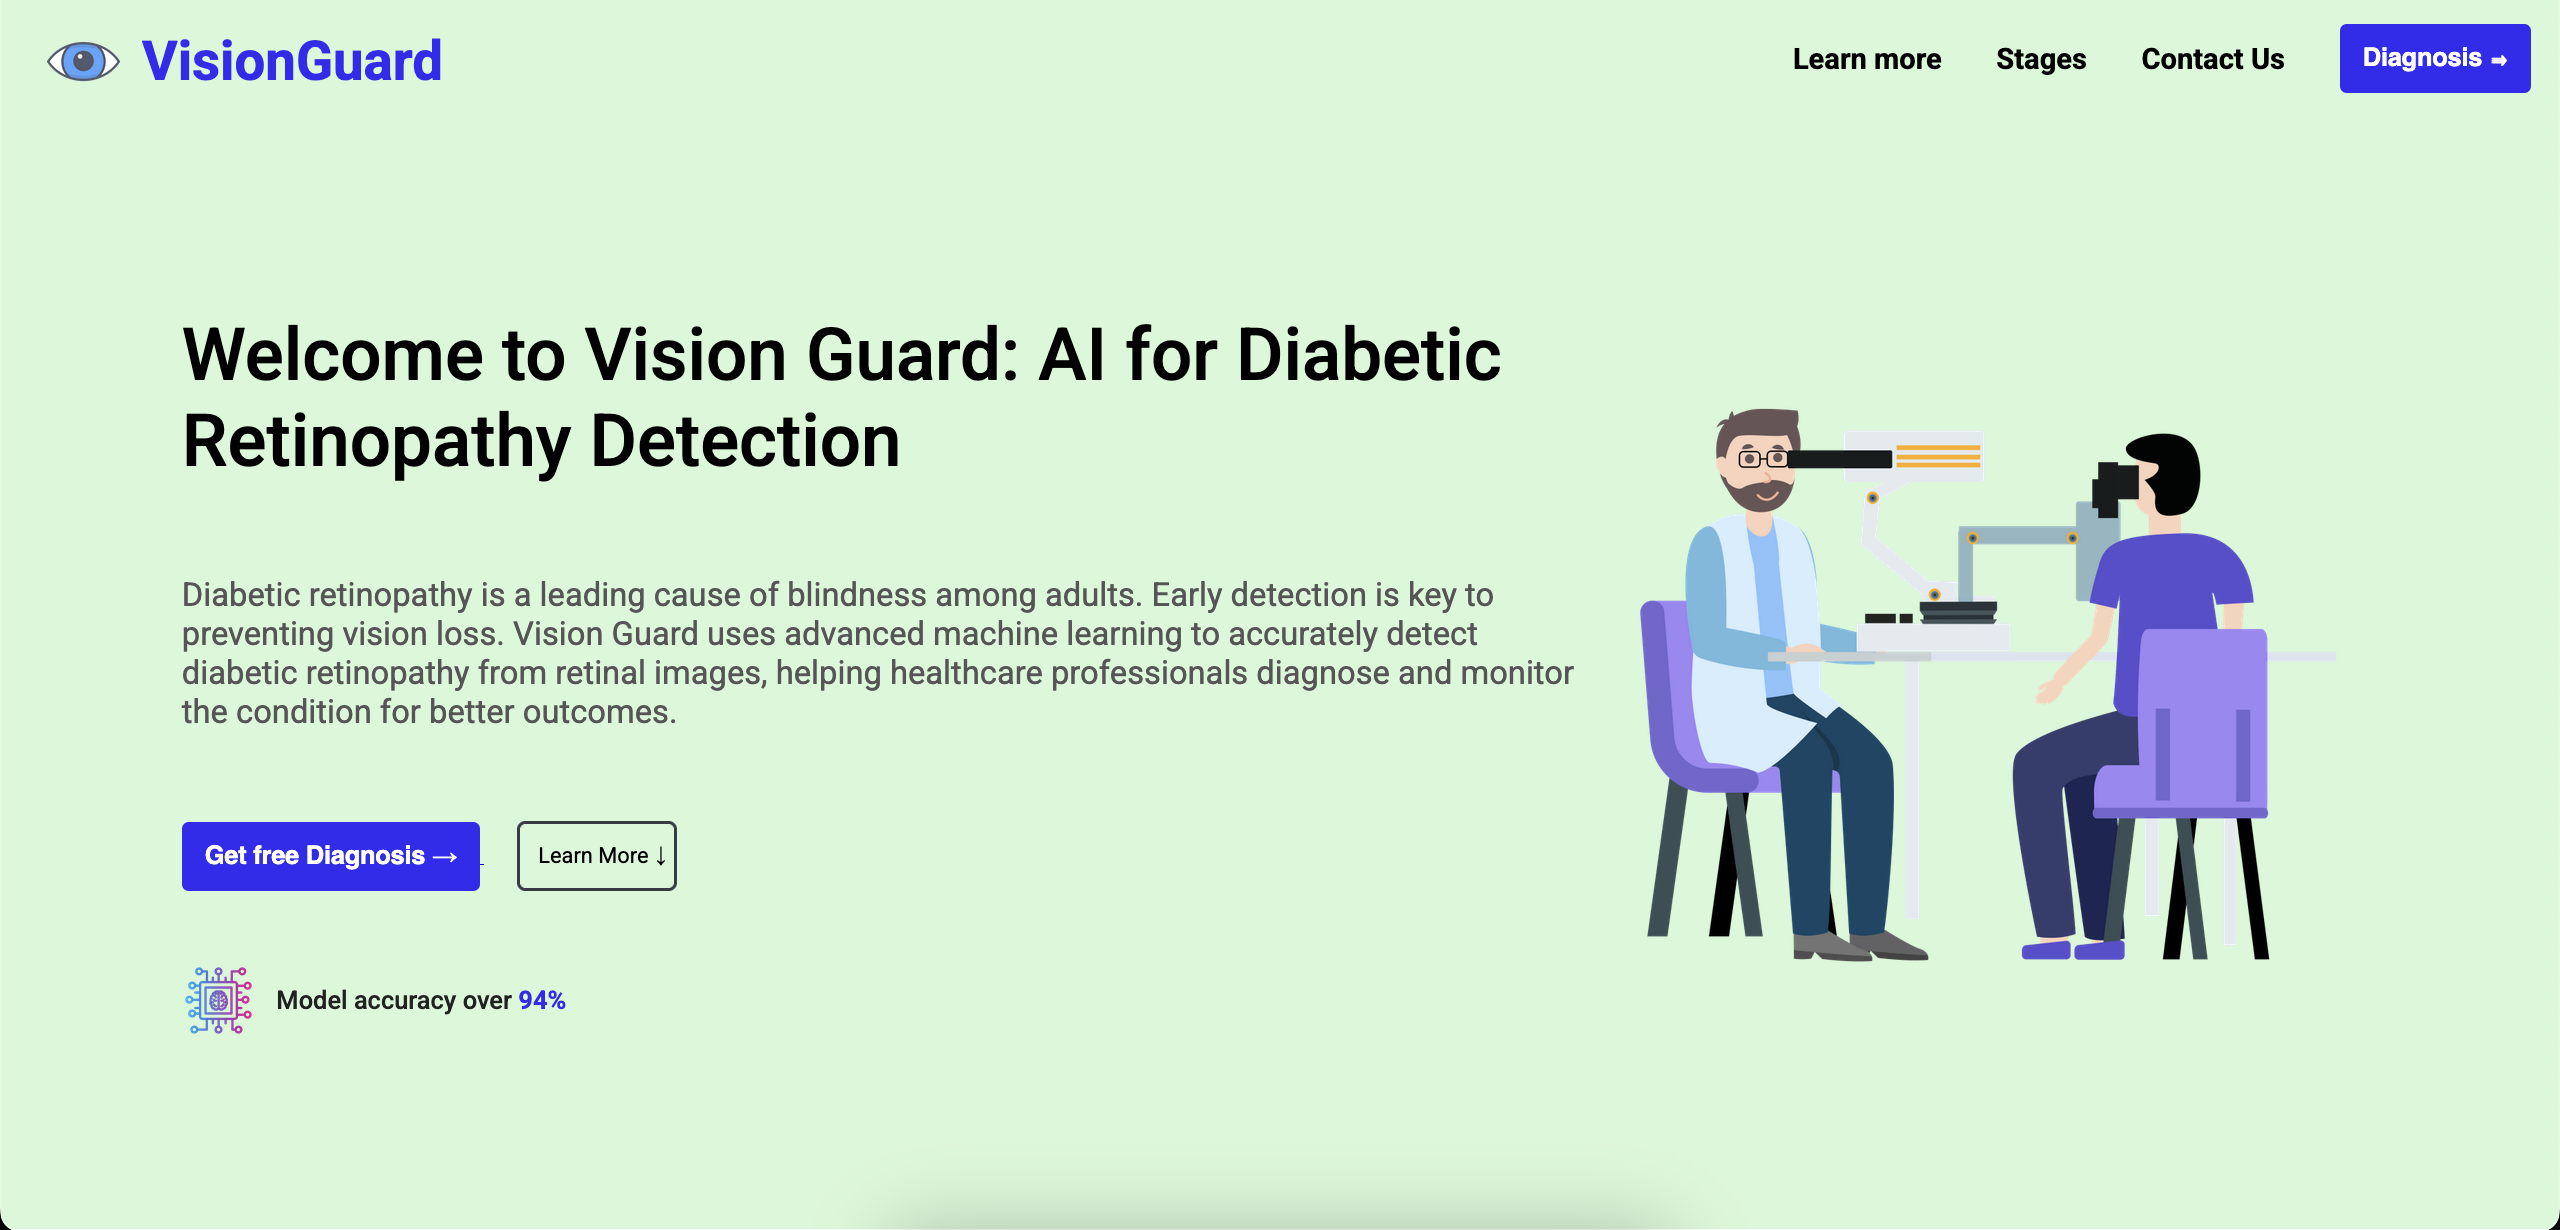 VisionGuard
Learn more
Stages
Contact Us
Diagnosis ⇒
Welcome to Vision Guard: AI for Diabetic
Retinopathy Detection
Diabetic retinopathy is a leading cause of blindness among adults. Early detection is key to
preventing vision loss. Vision Guard uses advanced machine learning to accurately detect
diabetic retinopathy from retinal images, helping healthcare professionals diagnose and monitor
the condition for better outcomes.
Get free Diagnosis →
Learn More ↓
Model accuracy over 94%